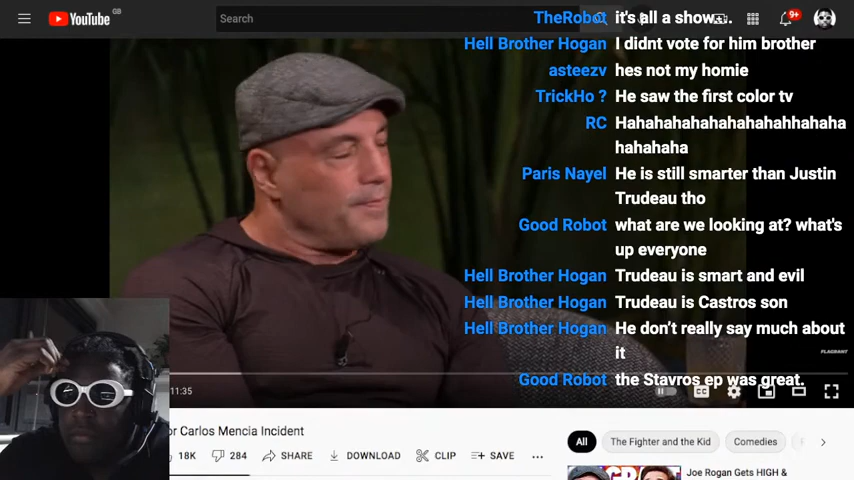 YouTube GB
Search
9+
TheRobot it's all a show...
Hell Brother Hogan I didnt vote for him brother
asteezv hes not my homie
TrickHo ? He saw the first color tv
RC Hahahahahahahahahhahaha
hahahaha
Paris Nayel He is still smarter than Justin
Trudeau tho
Good Robot what are we looking at? what's
up everyone
Hell Brother Hogan Trudeau is smart and evil
Hell Brother Hogan Trudeau is Castros son
Hell Brother Hogan He don't really say much about
it
FLAGRANT
Good Robot the Stavros ep was great.
11:35
or Carlos Mencia Incident
18K 284 SHARE DOWNLOAD CLIP SAVE
All The Fighter and the Kid Comedies
Joe Rogan Gets HIGH &